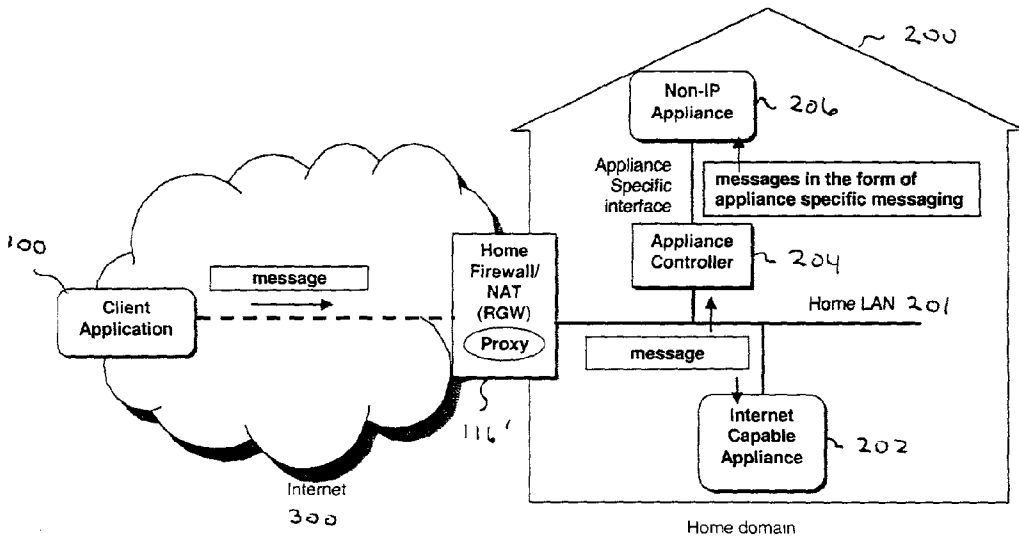 200
Non-IP
Appliance
206
Appliance
Specific
interface
messages in the form of
appliance specific messaging
Home
Firewall/
NAT
(RGW)
Proxy
Appliance
Controller
204
message
Client
Application
Home LAN 201
message
116'
Internet
Capable
Appliance
202
Internet
300
Home domain